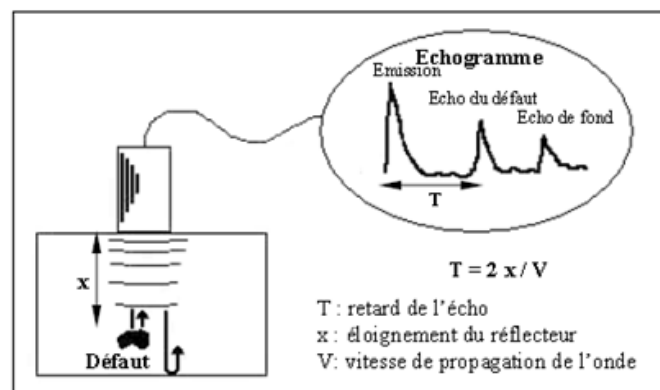 Echogramme
Emission
Echo du défaut
Echo de fond
T
x
Défaut
T = 2 x / V
T : retard de l'écho
x : éloignement du réflecteur
V: vitesse de propagation de l'onde